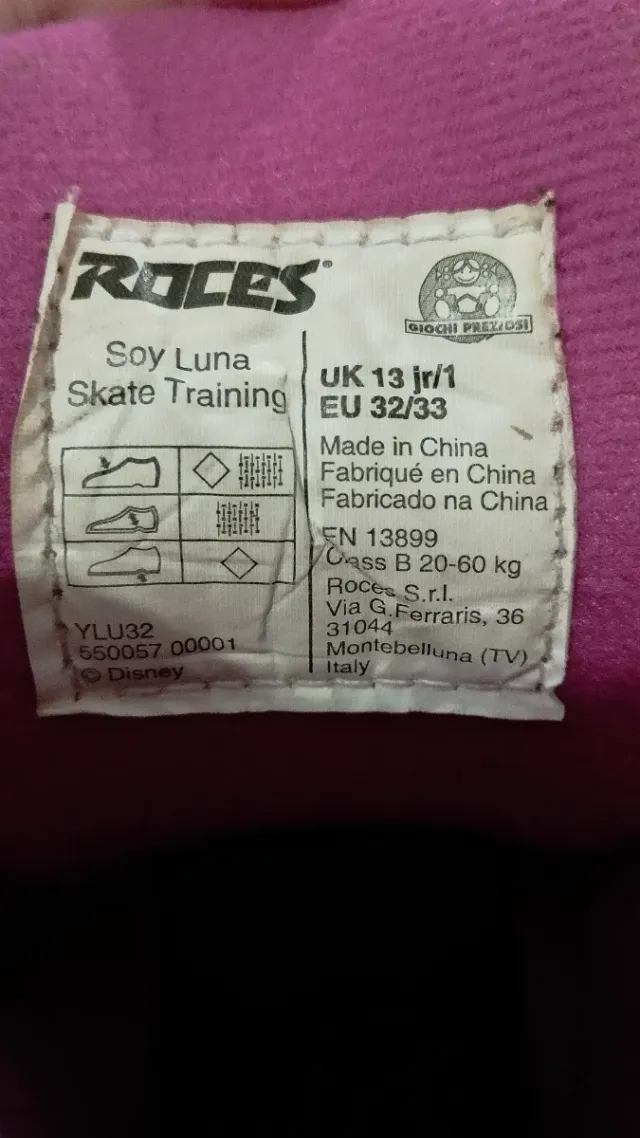 ROCES
GIOCHI PREZIOSI
Soy Luna
Skate Training
YLU32
550057 00001
© Disney
UK 13 jr/1
EU 32/33
Made in China
Fabriqué en China
Fabricado na China
EN 13899
Class B 20-60 kg
Roces S.r.l.
Via G.Ferraris, 36
31044
Montebelluna (TV)
Italy